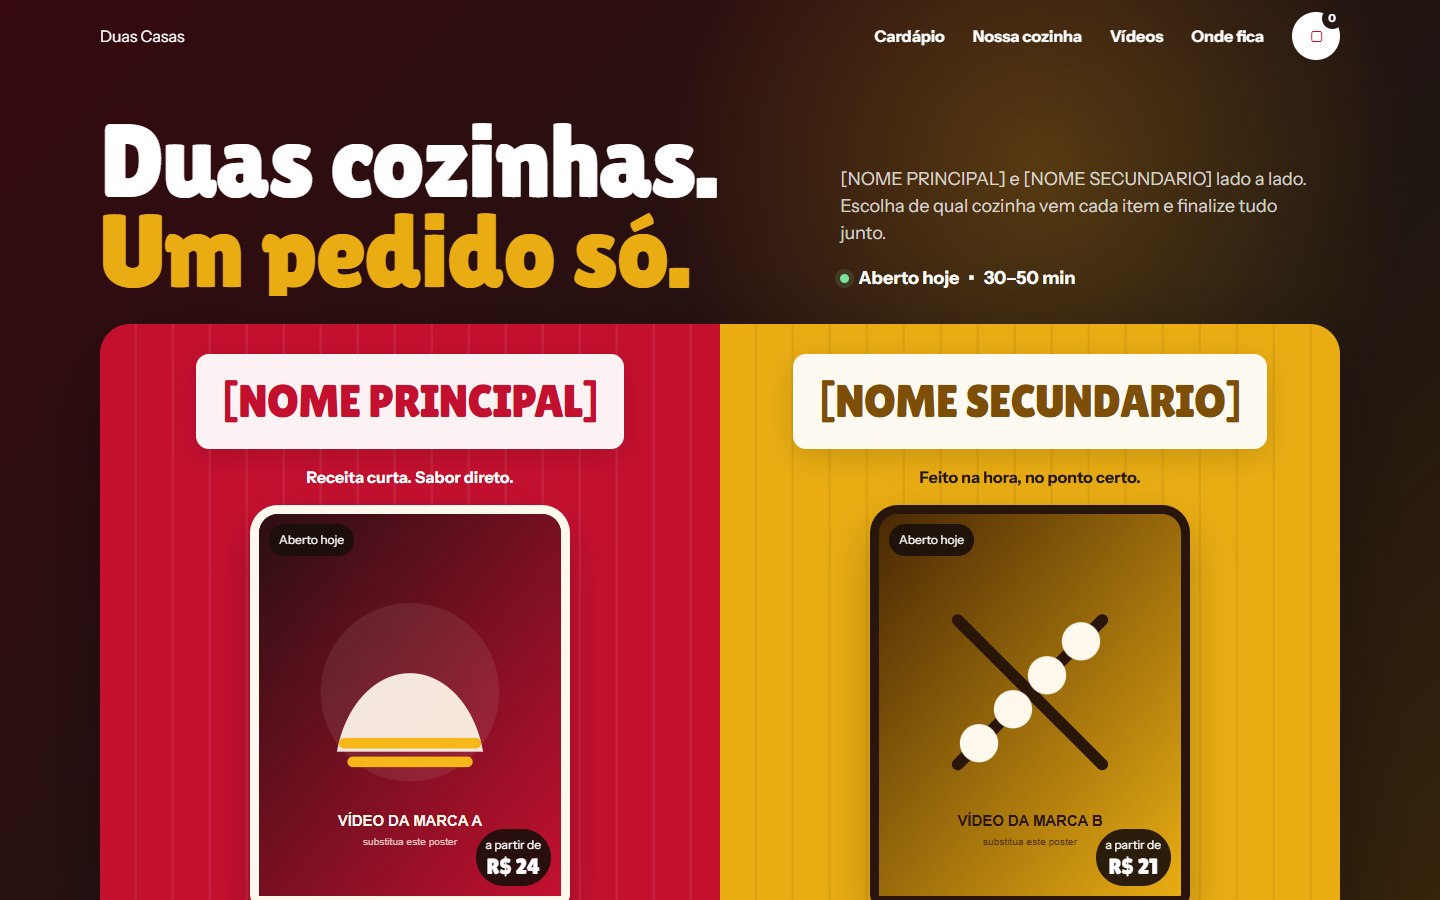 Duas Casas
Cardápio
Nossa cozinha
Vídeos
Onde fica
0
Duas cozinhas.
Um pedido só.
[NOME PRINCIPAL] e [NOME SECUNDARIO] lado a lado.
Escolha de qual cozinha vem cada item e finalize tudo
junto.
Aberto hoje · 30–50 min
[NOME PRINCIPAL]
Receita curta. Sabor direto.
Aberto hoje
VÍDEO DA MARCA A
substitua este poster
a partir de
R$ 24
[NOME SECUNDARIO]
Feito na hora, no ponto certo.
Aberto hoje
VÍDEO DA MARCA B
substitua este poster
a partir de
R$ 21